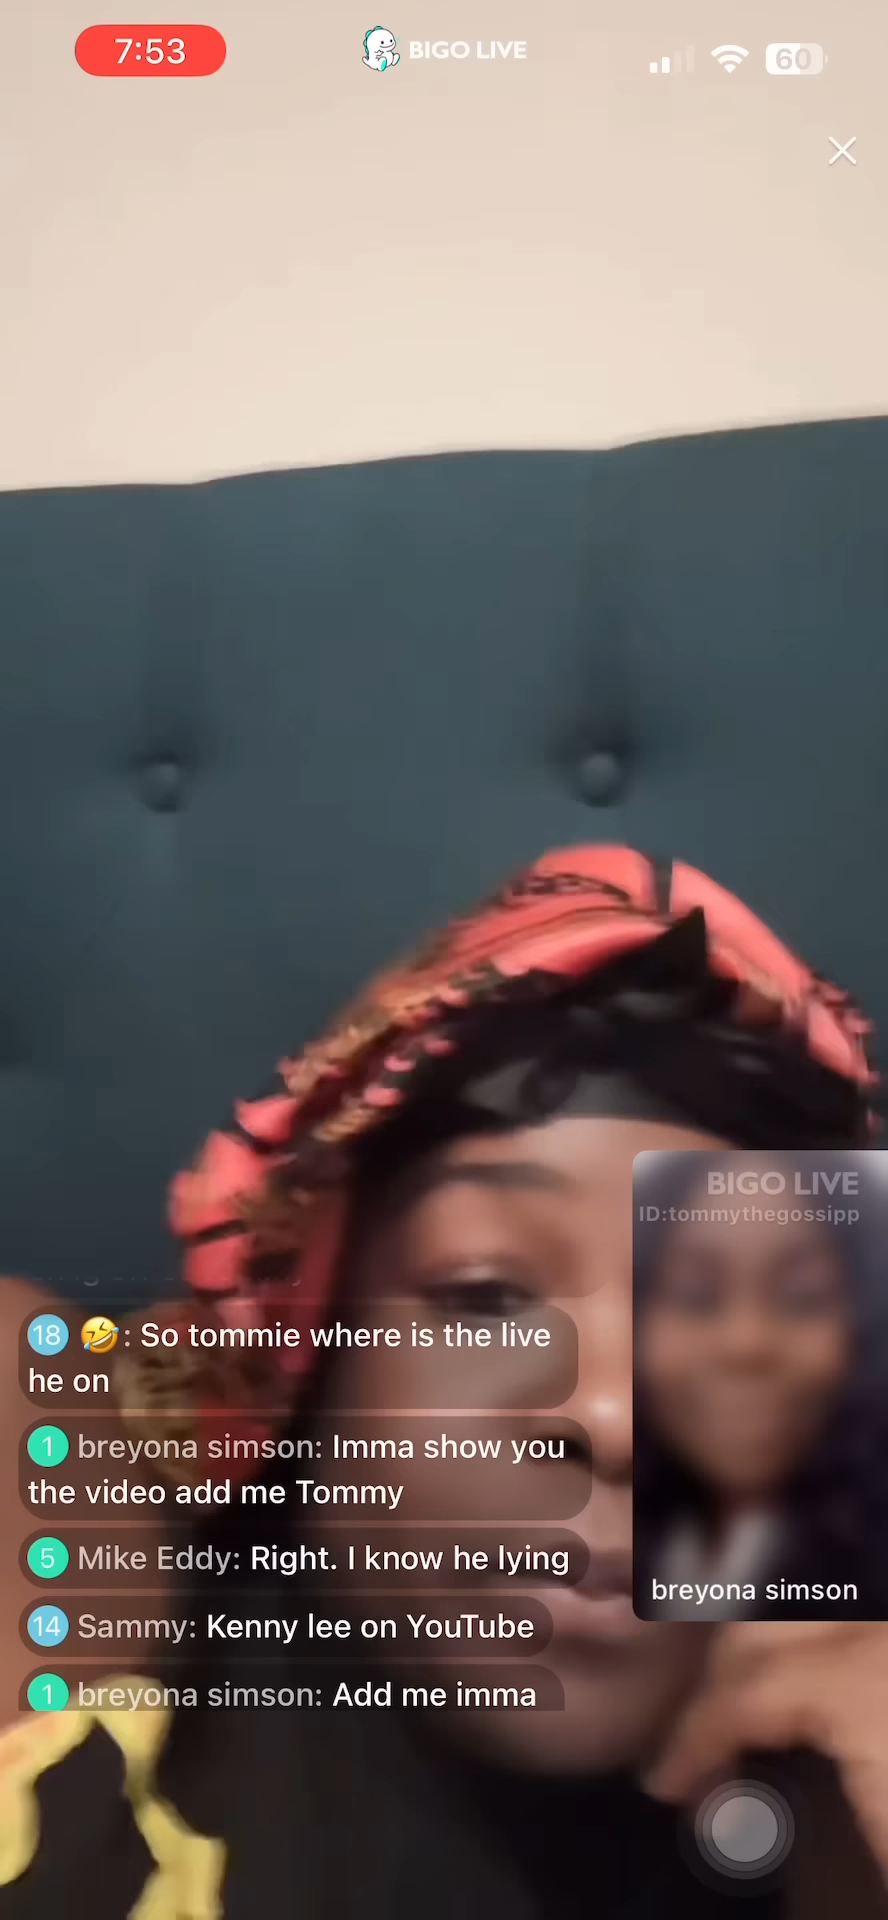 7:53
BIGO LIVE
60
BIGO LIVE
ID:tommythegossipp
18 🤣: So tommie where is the live
he on
1 breyona simson: Imma show you
the video add me Tommy
5 Mike Eddy: Right. I know he lying
14 Sammy: Kenny lee on YouTube
breyona simson
1 breyona simson: Add me imma